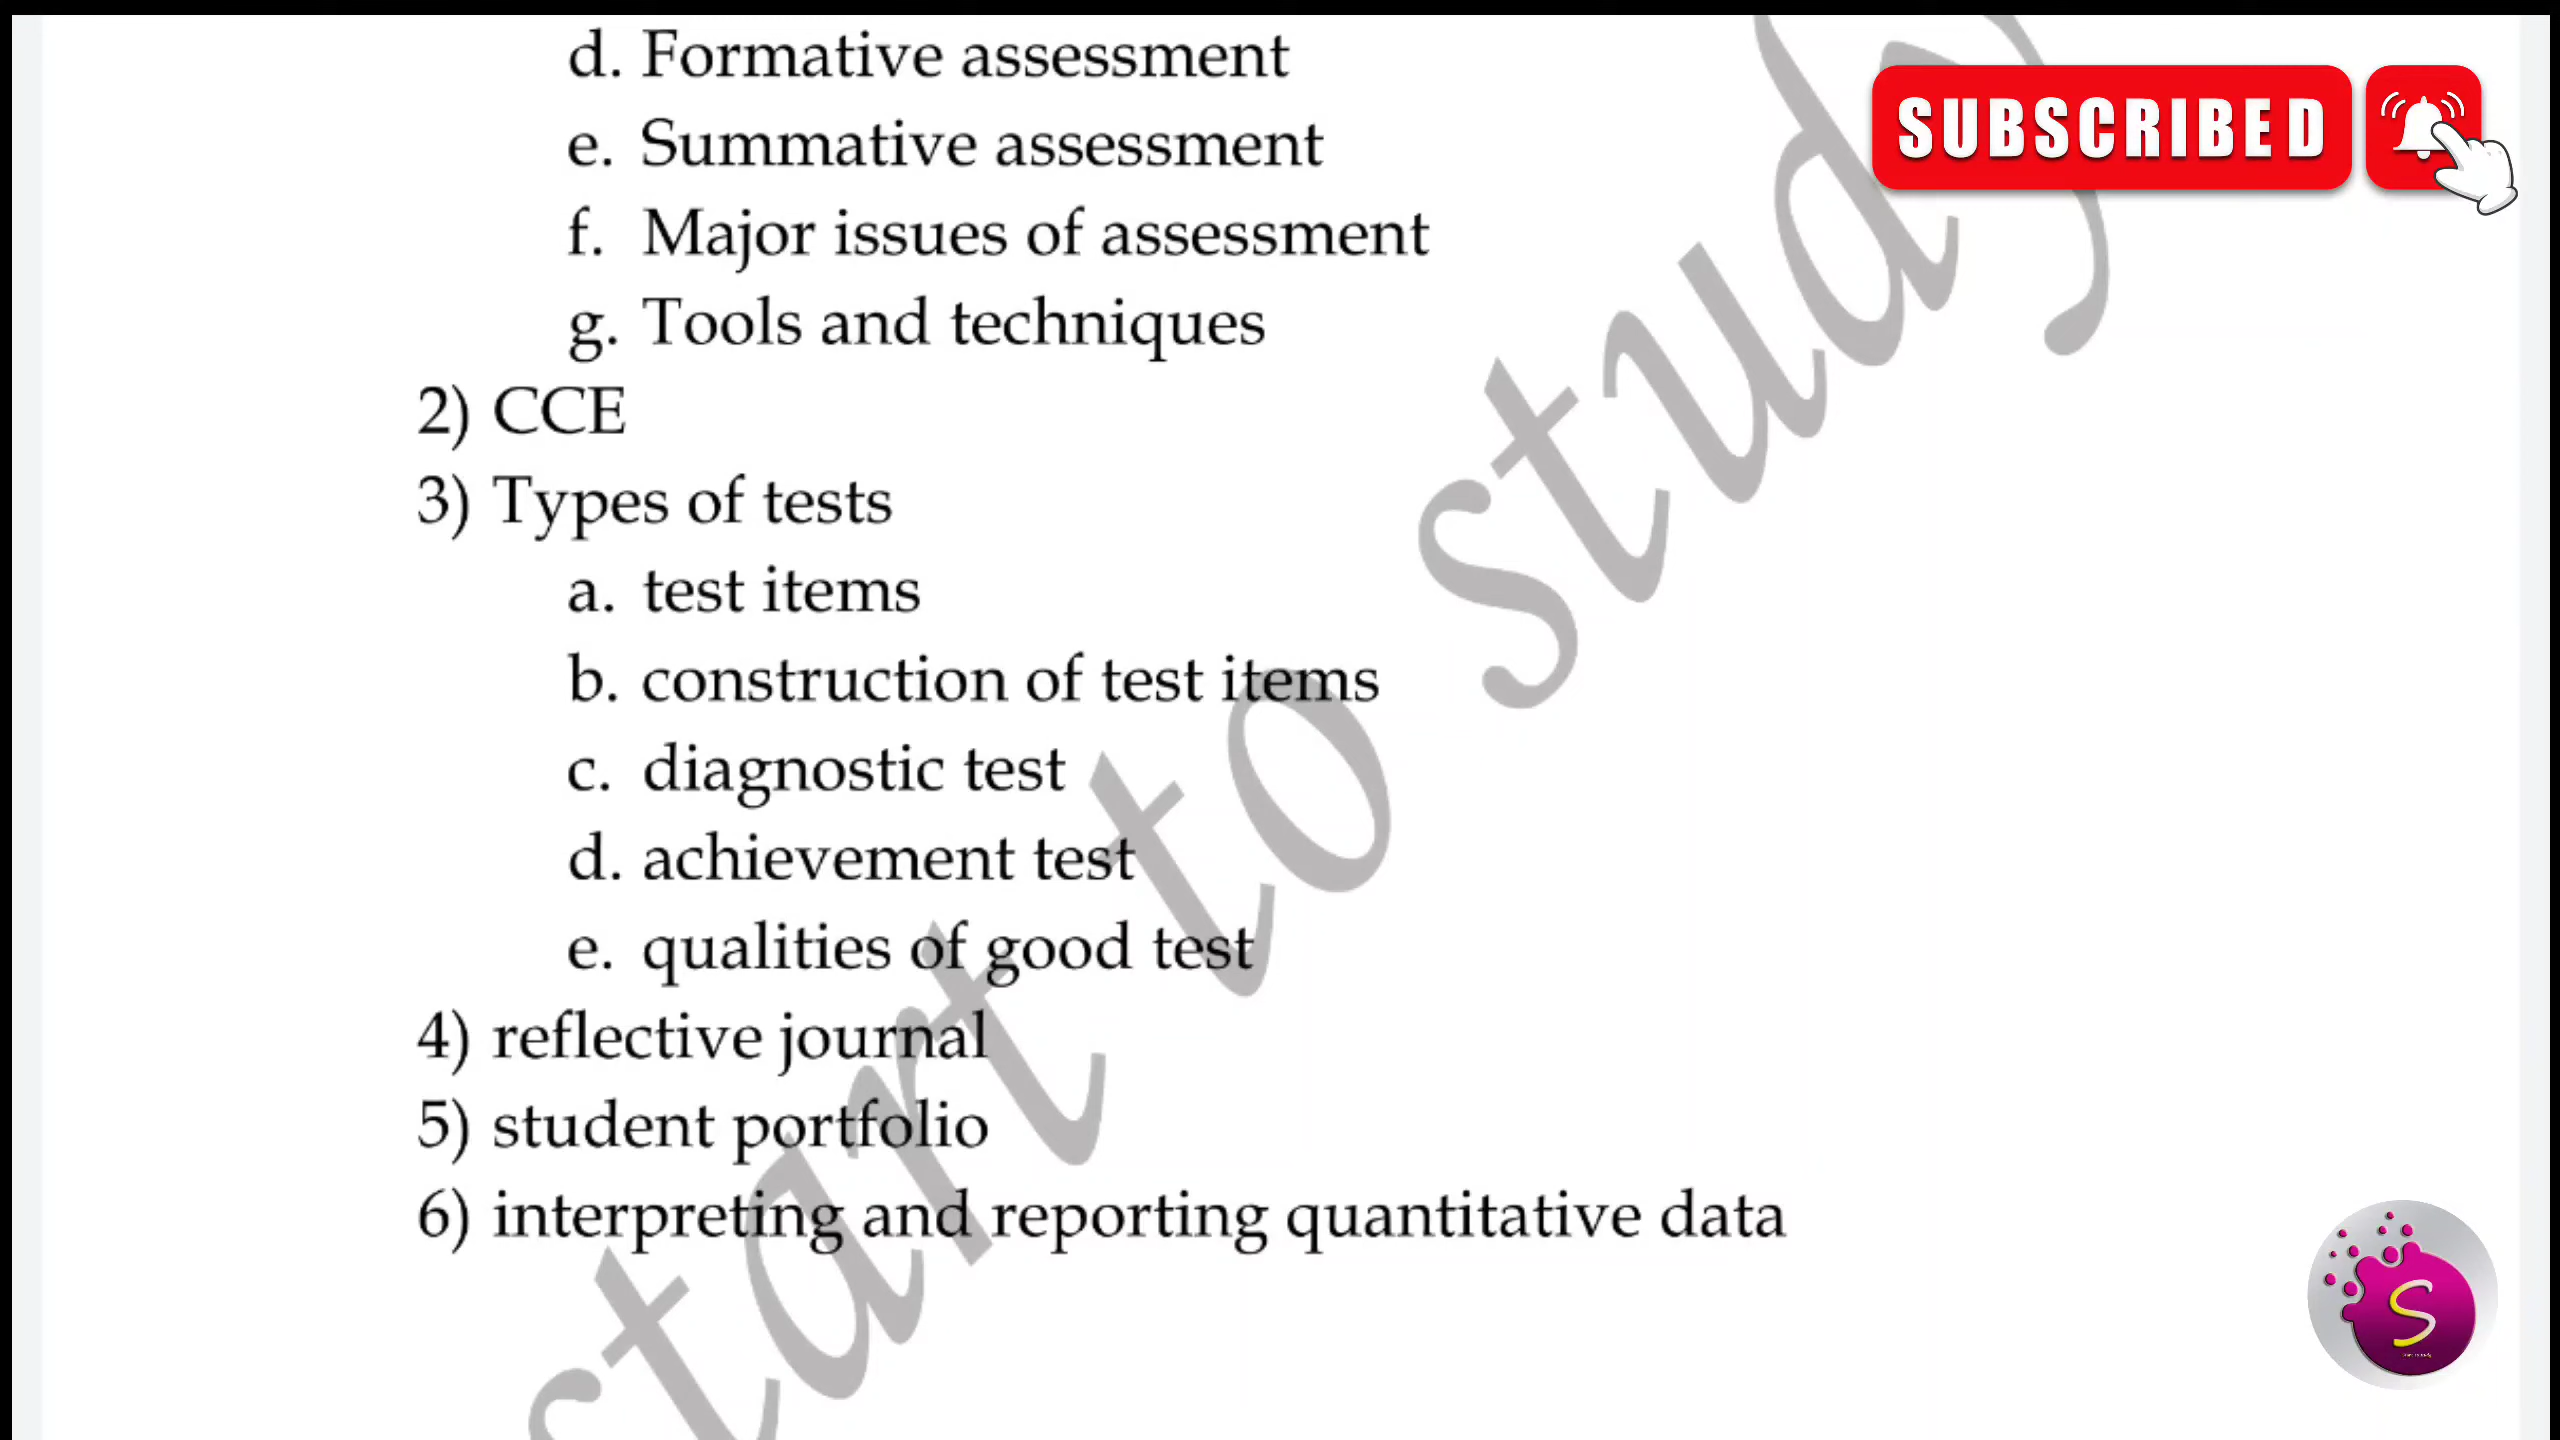 d. Formative assessment
e. Summative assessment
f. Major issues of assessment
g. Tools and techniques
2) CCE
3) Types of tests
a. test items
b. construction of test items
c. diagnostic test
d. achievement test
e. qualities of good test
4) reflective journal
5) student portfolio
6) interpreting and reporting quantitative data
start to study
SUBSCRIBED
S